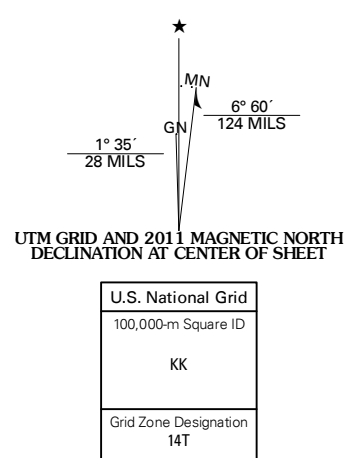 ★
MN
GN
6° 60´
124 MILS
1° 35´
28 MILS
UTM GRID AND 2011 MAGNETIC NORTH
DECLINATION AT CENTER OF SHEET
U.S. National Grid
100,000-m Square ID
KK
Grid Zone Designation
14T